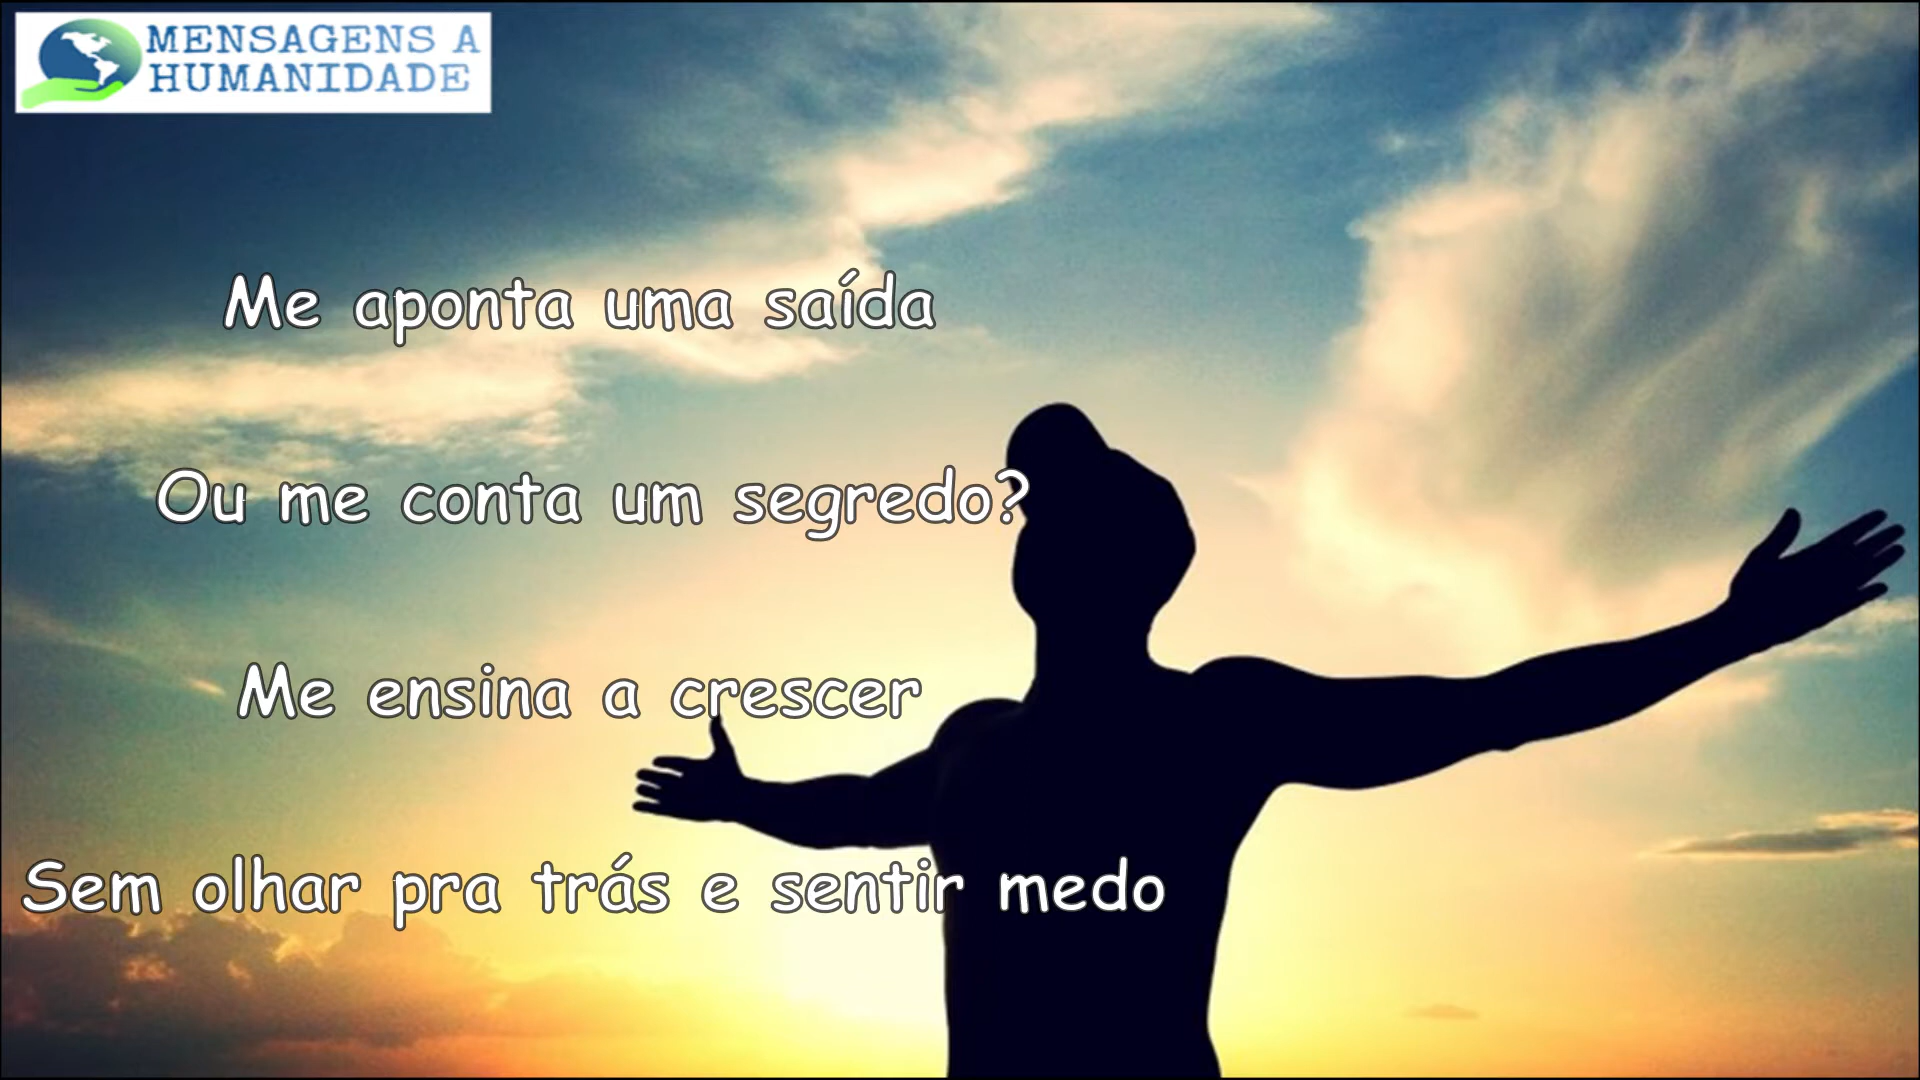 MENSAGENS A
HUMANIDADE
Me aponta uma saída
Ou me conta um segredo?
Me ensina a crescer
Sem olhar pra trás e sentir medo